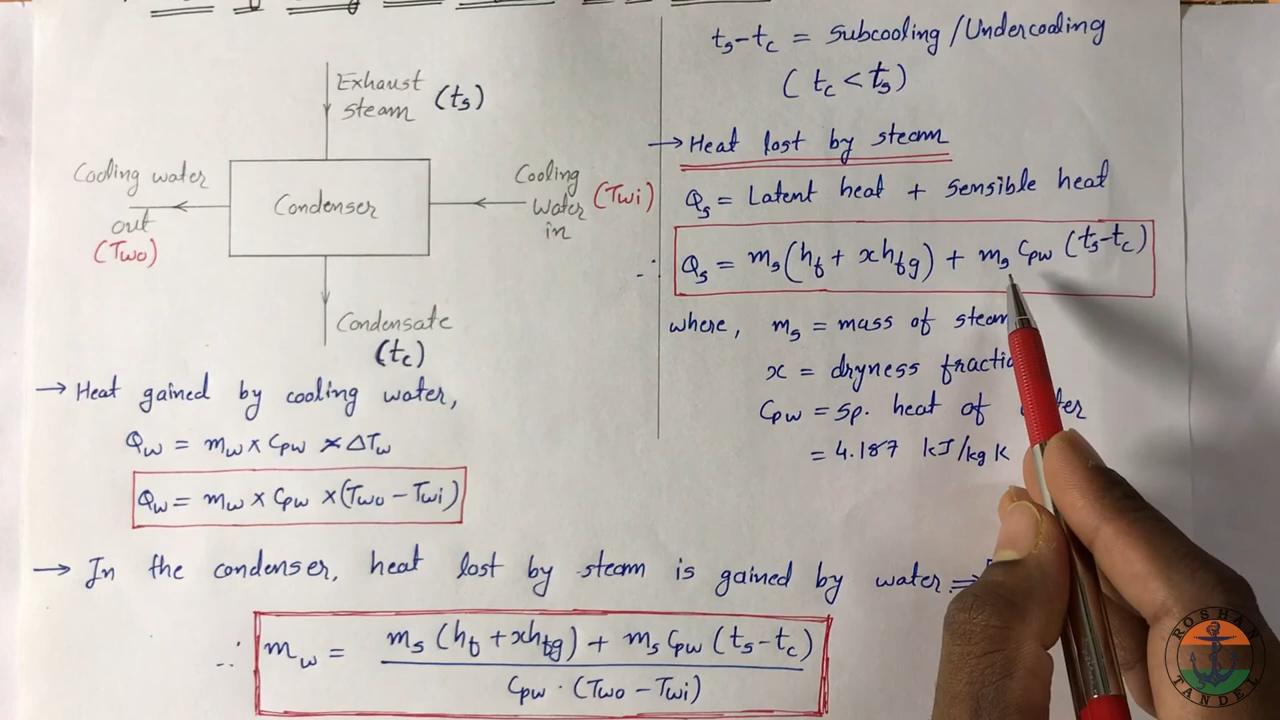 Exhaust
steam (ts)
Cooling water
out
(Two)
Condenser
Cooling
Water (Twi)
in
Condensate
(tc)
→ Heat gained by cooling water,
Qw = mw × Cpw × ΔTw
Qw = mw × Cpw × (Two - Twi)
ts - tc = Subcooling / Undercooling
( tc < ts )
→ Heat lost by steam
Qs = Latent heat + Sensible heat
∴ Qs = ms (hf + xhfg) + ms Cpw (ts - tc)
where, ms = mass of steam
x = dryness
Cpw = Sp. heat of
= 4.187 kJ/kg K
→ In the condenser, heat lost by steam is gained by water ⇒
∴ mw = ms (hf + xhfg) + ms Cpw (ts - tc)
Cpw · (Two - Twi)
ROSHAN
TANDEL